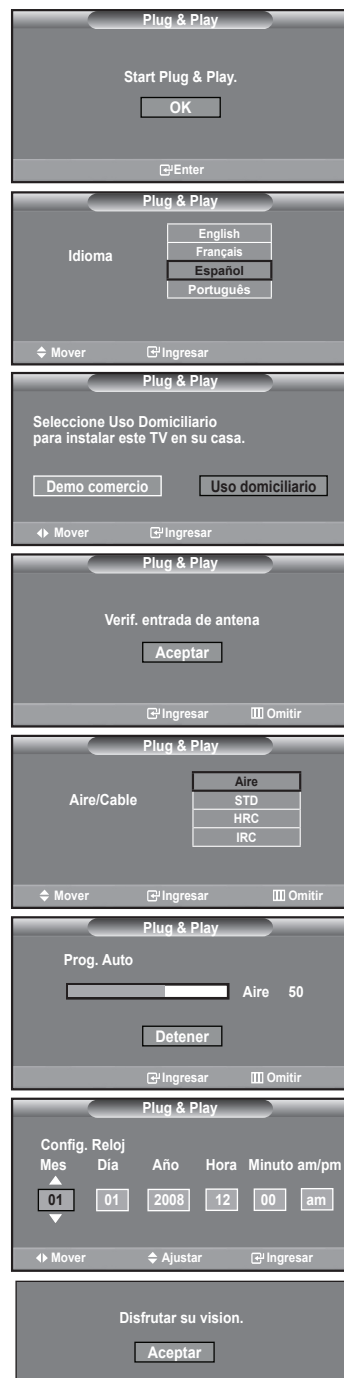 Plug & Play
Start Plug & Play.
OK
Enter
Plug & Play
Idioma
English
Français
Español
Português
Mover Ingresar
Plug & Play
Seleccione Uso Domiciliario
para instalar este TV en su casa.
Demo comercio Uso domiciliario
Mover Ingresar
Plug & Play
Verif. entrada de antena
Aceptar
Ingresar Omitir
Plug & Play
Aire/Cable
Aire
STD
HRC
IRC
Mover Ingresar Omitir
Plug & Play
Prog. Auto
Aire 50
Detener
Ingresar Omitir
Plug & Play
Config. Reloj
Mes Día Año Hora Minuto am/pm
01 01 2008 12 00 am
Mover Ajustar Ingresar
Disfrutar su vision.
Aceptar